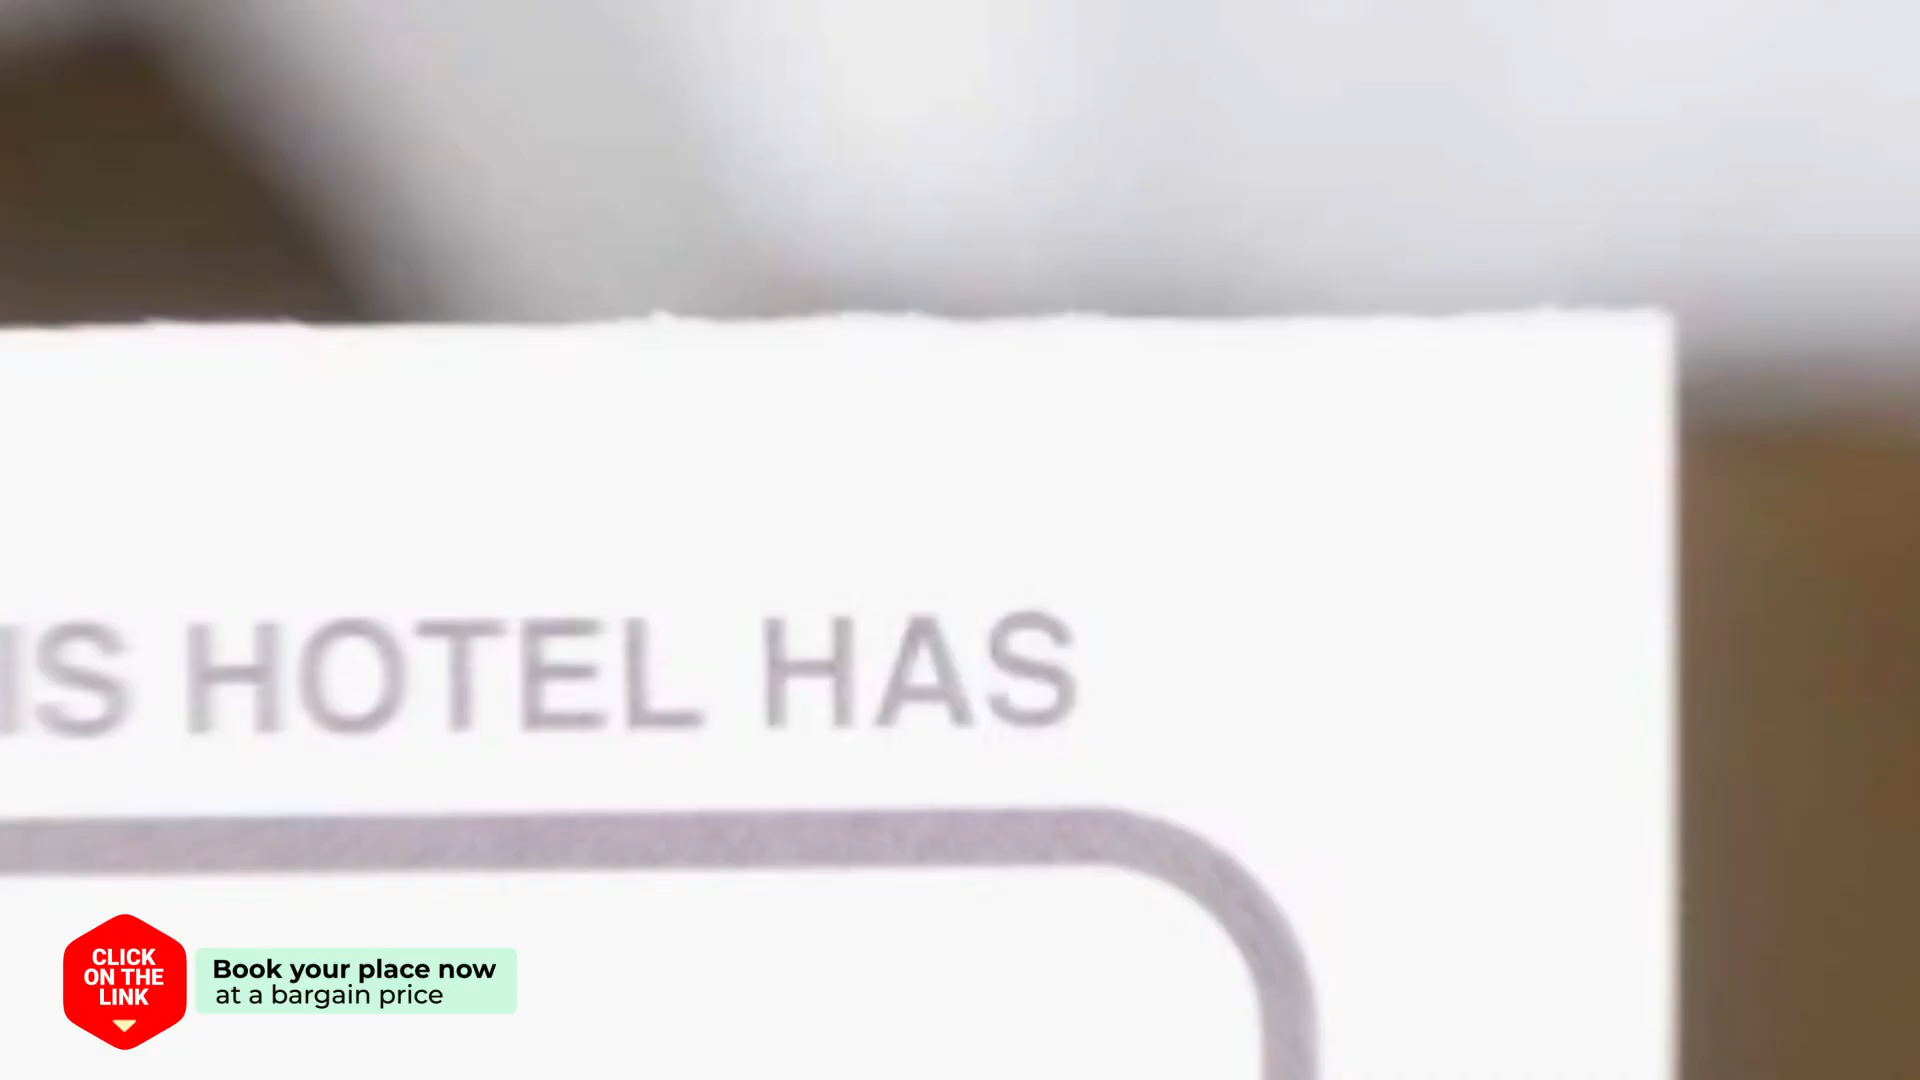 IS HOTEL HAS
CLICK
ON THE
LINK
Book your place now
at a bargain price